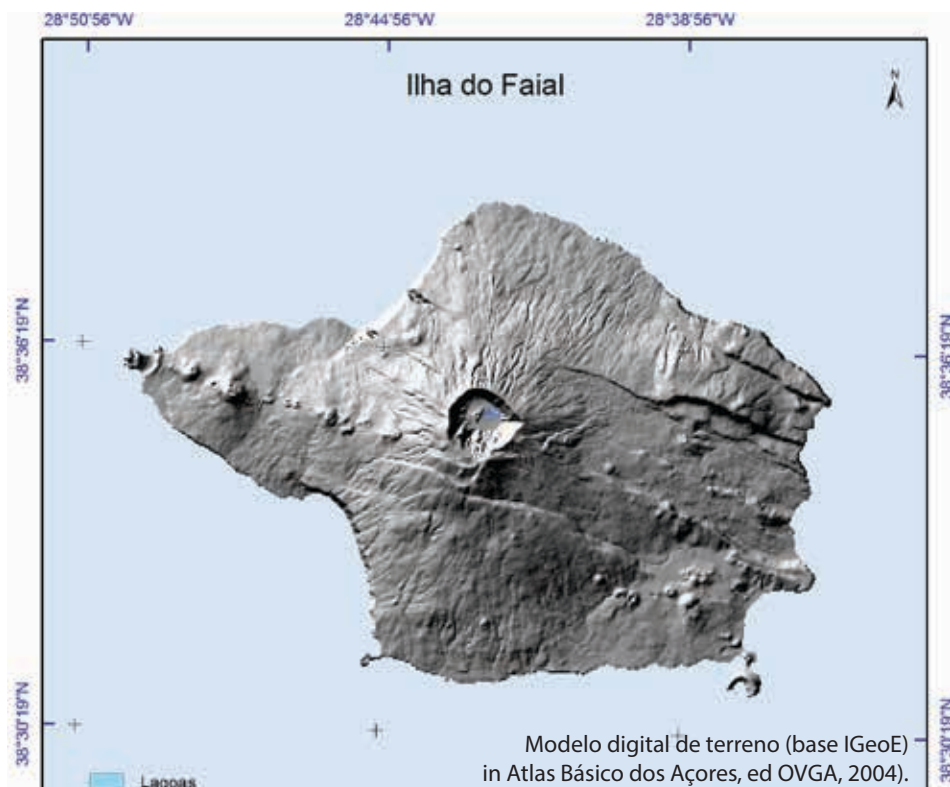 28°50'56"W 28°44'56"W 28°38'56"W
Ilha do Faial
N
38°36'19"N 38°36'19"N
38°30'19"N 38°30'19"N
Modelo digital de terreno (base IGeoE)
in Atlas Básico dos Açores, ed OVGA, 2004).
Lagoas